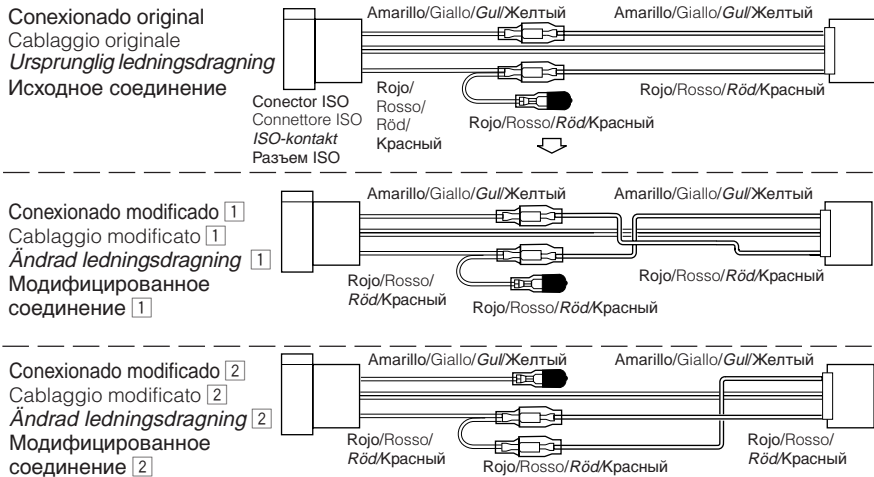 Conexionado original
Cablaggio originale
Ursprunglig ledningsdragning
Исходное соединение
Amarillo/Giallo/Gul/Желтый
Amarillo/Giallo/Gul/Желтый
Conector ISO
Connettore ISO
ISO-kontakt
Разъем ISO
Rojo/
Rosso/
Röd/
Красный
Rojo/Rosso/Röd/Красный
Rojo/Rosso/Röd/Красный
Conexionado modificado 1
Cablaggio modificato 1
Ändrad ledningsdragning 1
Модифицированное
соединение 1
Amarillo/Giallo/Gul/Желтый
Amarillo/Giallo/Gul/Желтый
Rojo/Rosso/
Röd/Красный
Rojo/Rosso/Röd/Красный
Rojo/Rosso/Röd/Красный
Conexionado modificado 2
Cablaggio modificato 2
Ändrad ledningsdragning 2
Модифицированное
соединение 2
Amarillo/Giallo/Gul/Желтый
Amarillo/Giallo/Gul/Желтый
Rojo/Rosso/
Röd/Красный
Rojo/Rosso/Röd/Красный
Rojo/Rosso/
Röd/Красный